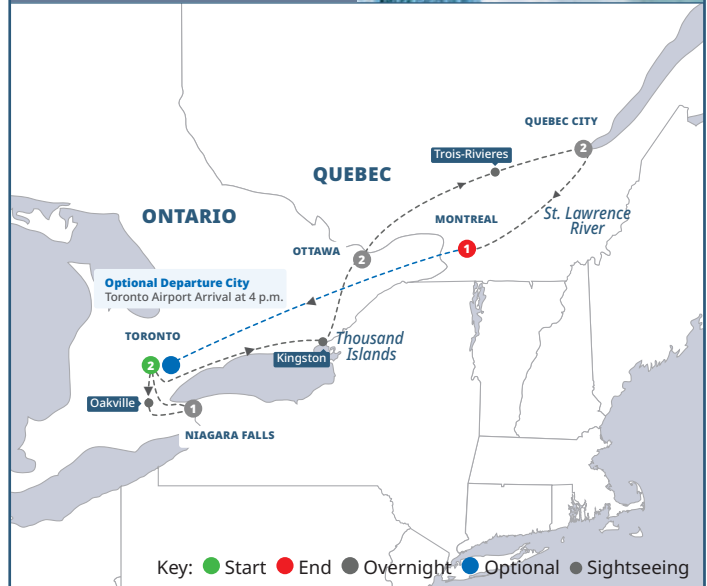 QUEBEC CITY
2
Trois-Rivieres
QUEBEC
ONTARIO
MONTREAL
St. Lawrence
River
OTTAWA
2
1
Optional Departure City
Toronto Airport Arrival at 4 p.m.
TORONTO
2
Thousand
Islands
Kingston
Oakville
1
NIAGARA FALLS
Key: Start End Overnight Optional Sightseeing